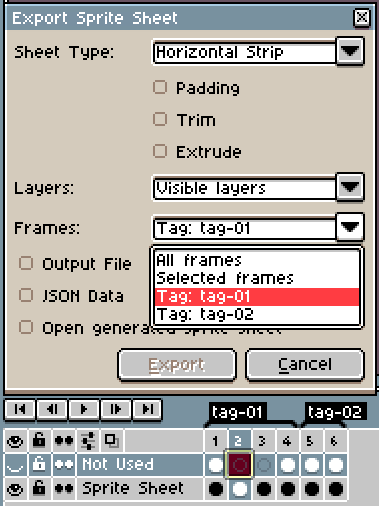 Export Sprite Sheet
Sheet Type: Horizontal Strip
Padding
Trim
Extrude
Layers: Visible layers
Frames: Tag: tag-01
All frames
Selected frames
Tag: tag-01
Tag: tag-02
Output File
JSON Data
Open generated sprite sheet
Export Cancel
tag-01 tag-02
1 2 3 4 5 6
Not Used
Sprite Sheet